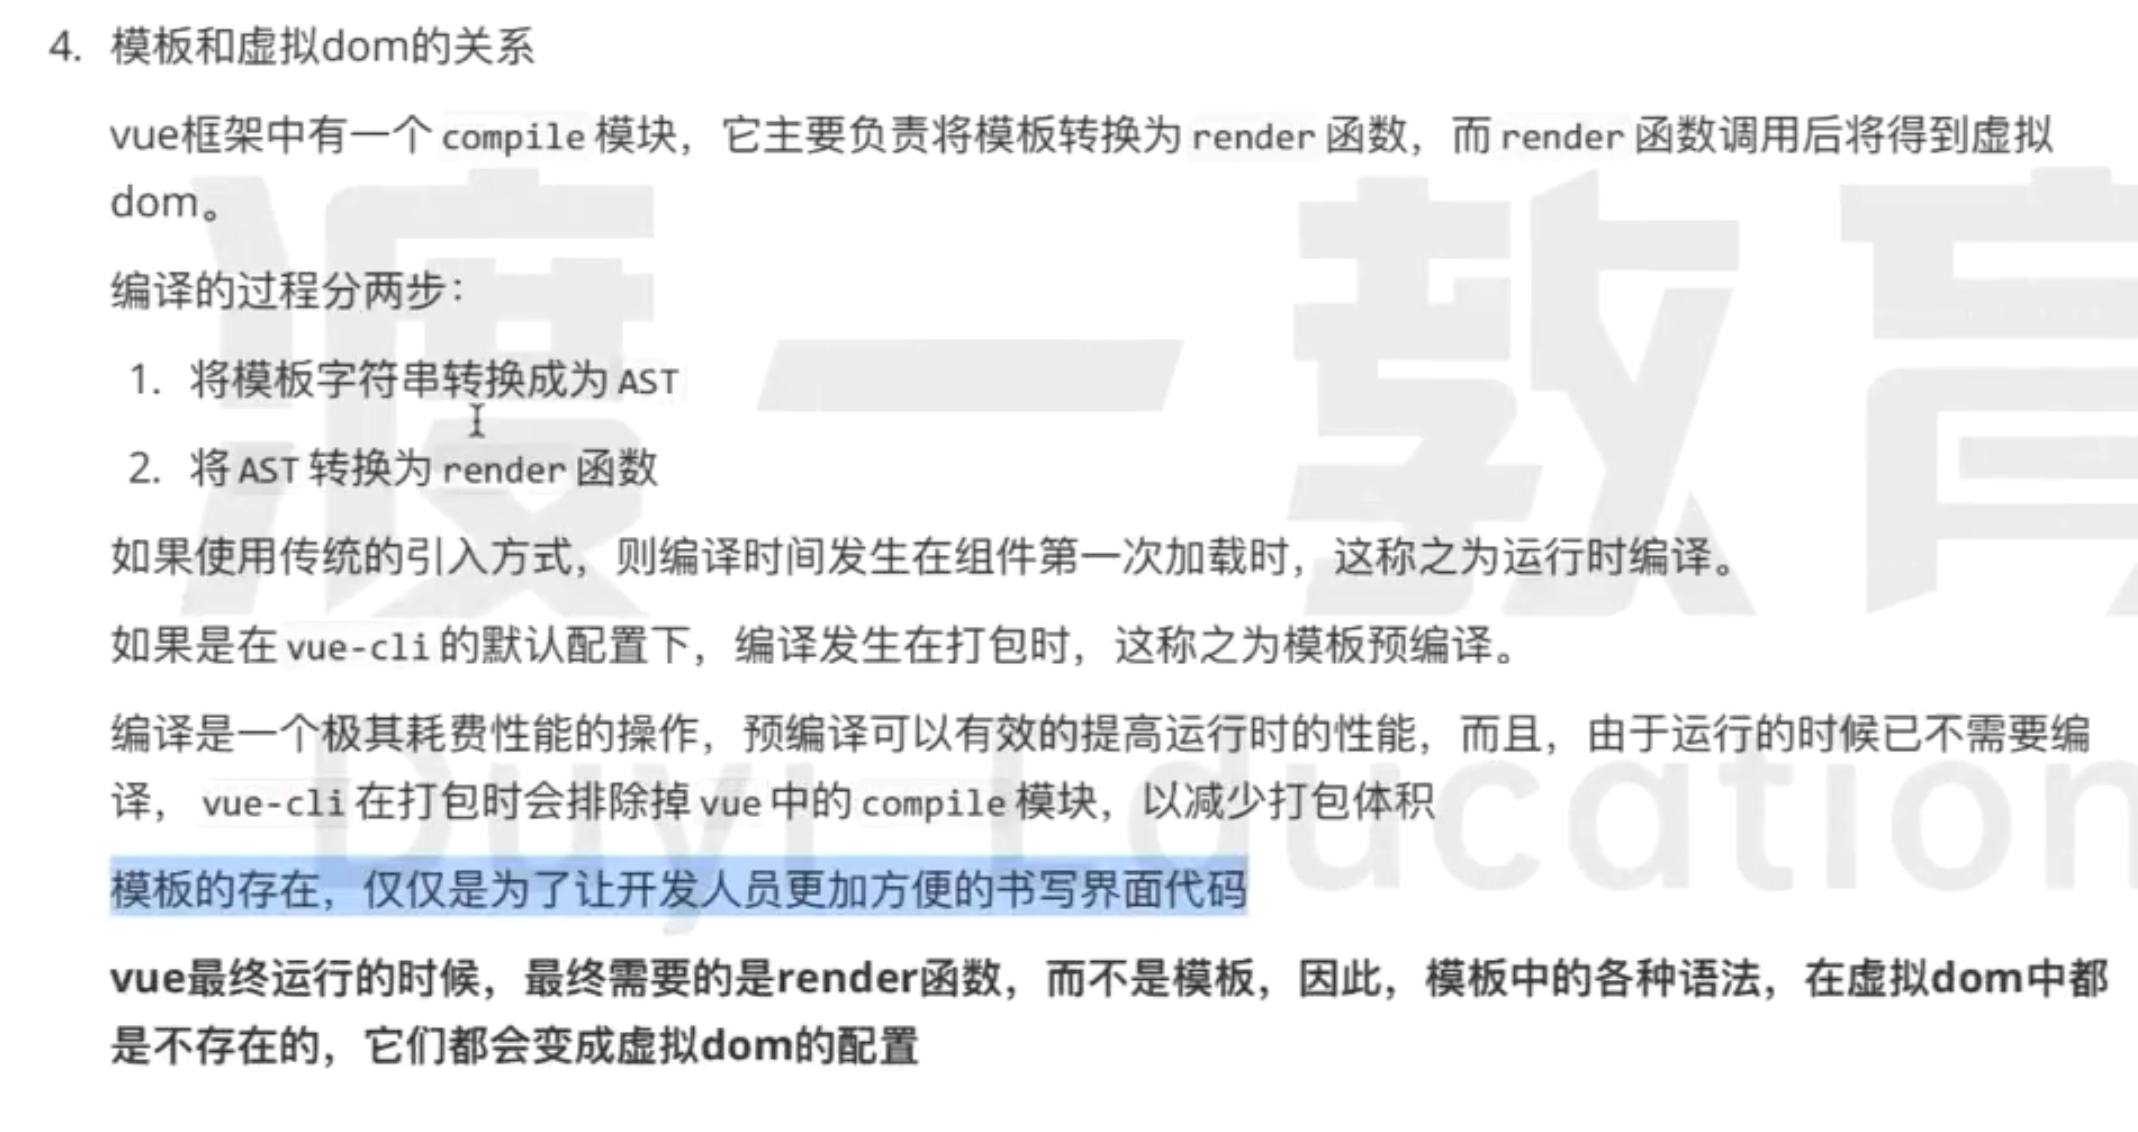 4. 模板和虚拟dom的关系
vue框架中有一个 compile 模块，它主要负责将模板转换为 render 函数，而 render 函数调用后将得到虚拟
dom。
编译的过程分两步：
1. 将模板字符串转换成为 AST
2. 将 AST 转换为 render 函数
如果使用传统的引入方式，则编译时间发生在组件第一次加载时，这称之为运行时编译。
如果是在 vue-cli 的默认配置下，编译发生在打包时，这称之为模板预编译。
编译是一个极其耗费性能的操作，预编译可以有效的提高运行时的性能，而且，由于运行的时候已不需要编
译， vue-cli 在打包时会排除掉 vue 中的 compile 模块，以减少打包体积
模板的存在，仅仅是为了让开发人员更加方便的书写界面代码
vue最终运行的时候，最终需要的是render函数，而不是模板，因此，模板中的各种语法，在虚拟dom中都
是不存在的，它们都会变成虚拟dom的配置
渡一教育
Duyi Education